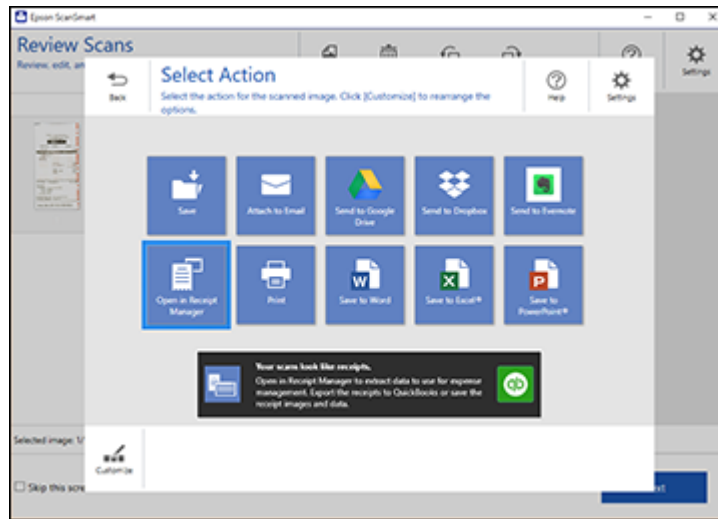 Epson ScanSmart
Review Scans
Review, edit, an
Settings
Back
Select Action
Select the action for the scanned image. Click [Customize] to rearrange the
options.
Help
Settings
Save
Attach to Email
Send to Google
Drive
Send to Dropbox
Send to Evernote
Open in Receipt
Manager
Print
W
Save to Word
X
Save to Excel®
P
Save to
PowerPoint®
Your scans look like receipts.
Open in Receipt Manager to extract data to use for expense
management. Export the receipts to QuickBooks or save the
receipt images and data.
qb
Selected image: 1/
Customize
Skip this scre